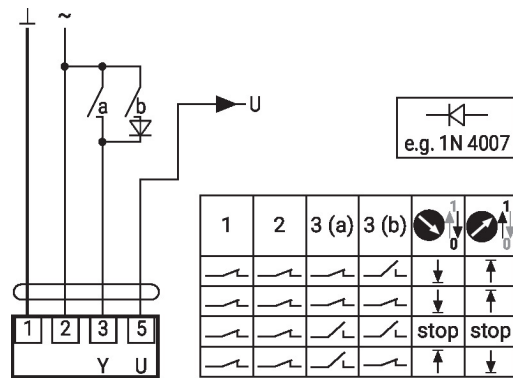 ⊥ ~
a b
U
e.g. 1N 4007
1 2 3 (a) 3 (b) 1 0 1 0
stop stop
1 2 3 5
Y U